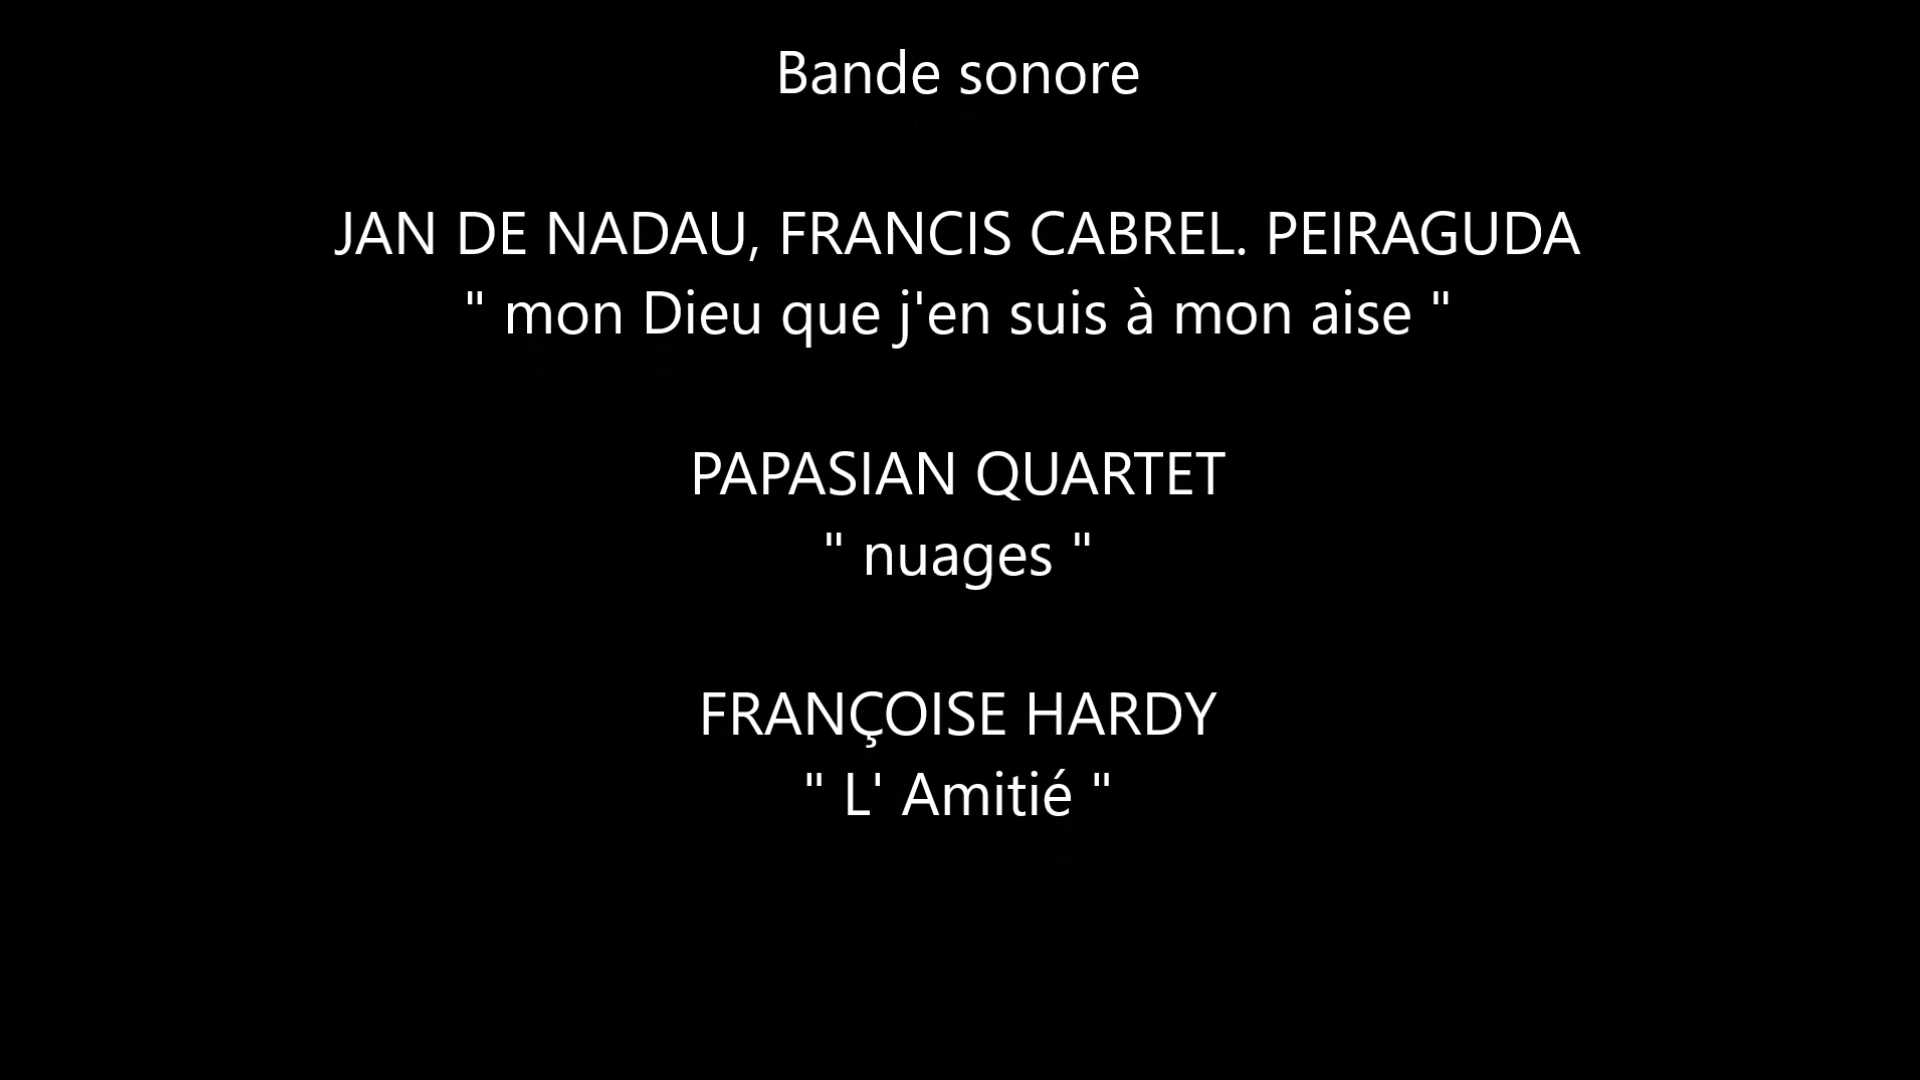 Bande sonore
JAN DE NADAU, FRANCIS CABREL. PEIRAGUDA
" mon Dieu que j'en suis à mon aise "
PAPASIAN QUARTET
" nuages "
FRANÇOISE HARDY
" L' Amitié "